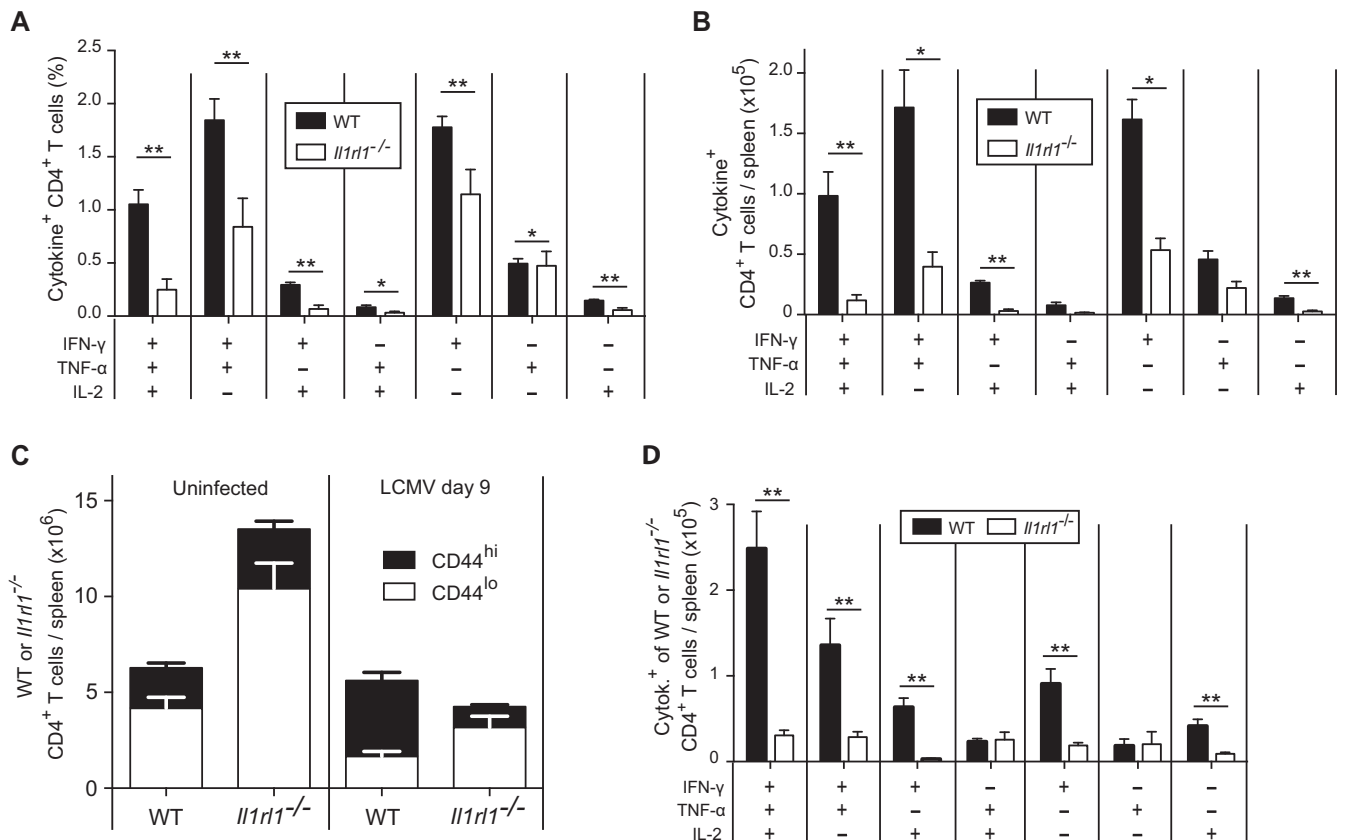 A
Cytokine⁺ CD4⁺ T cells (%)
2.5
2.0
1.5
1.0
0.5
0.0
** ** ** * ** * **
WT
Il1rl1⁻/⁻
IFN-γ + + + – + – –
TNF-α + + – + – + –
IL-2 + – + + – – +
B
Cytokine⁺
CD4⁺ T cells / spleen (x10⁵)
2.0
1.5
1.0
0.5
0.0
** * ** * **
WT
Il1rl1⁻/⁻
IFN-γ + + + – + – –
TNF-α + + – + – + –
IL-2 + – + + – – +
C
WT or Il1rl1⁻/⁻
CD4⁺ T cells / spleen (x10⁶)
15
10
5
0
Uninfected LCMV day 9
CD44ʰⁱ
CD44ˡᵒ
WT Il1rl1⁻/⁻ WT Il1rl1⁻/⁻
D
Cytok.⁺ of WT or Il1rl1⁻/⁻
CD4⁺ T cells / spleen (x10⁵)
3
2
1
0
** ** ** ** **
WT Il1rl1⁻/⁻
IFN-γ + + + – + – –
TNF-α + + – + – + –
IL-2 + – + + – – +